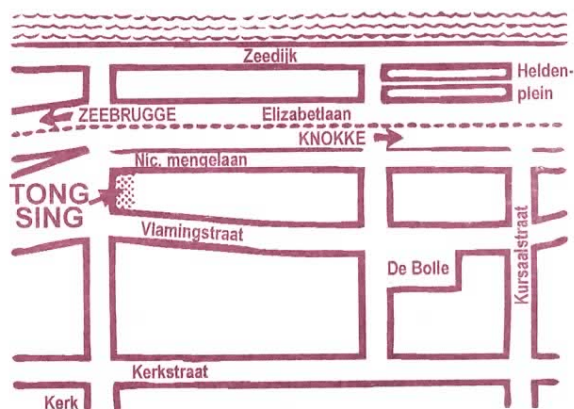 Zeedijk
Helden-
plein
ZEEBRUGGE
Elizabetlaan
KNOKKE
Nic. mengelaan
TONG
SING
Vlamingstraat
De Bolle
Kursaalstraat
Kerkstraat
Kerk